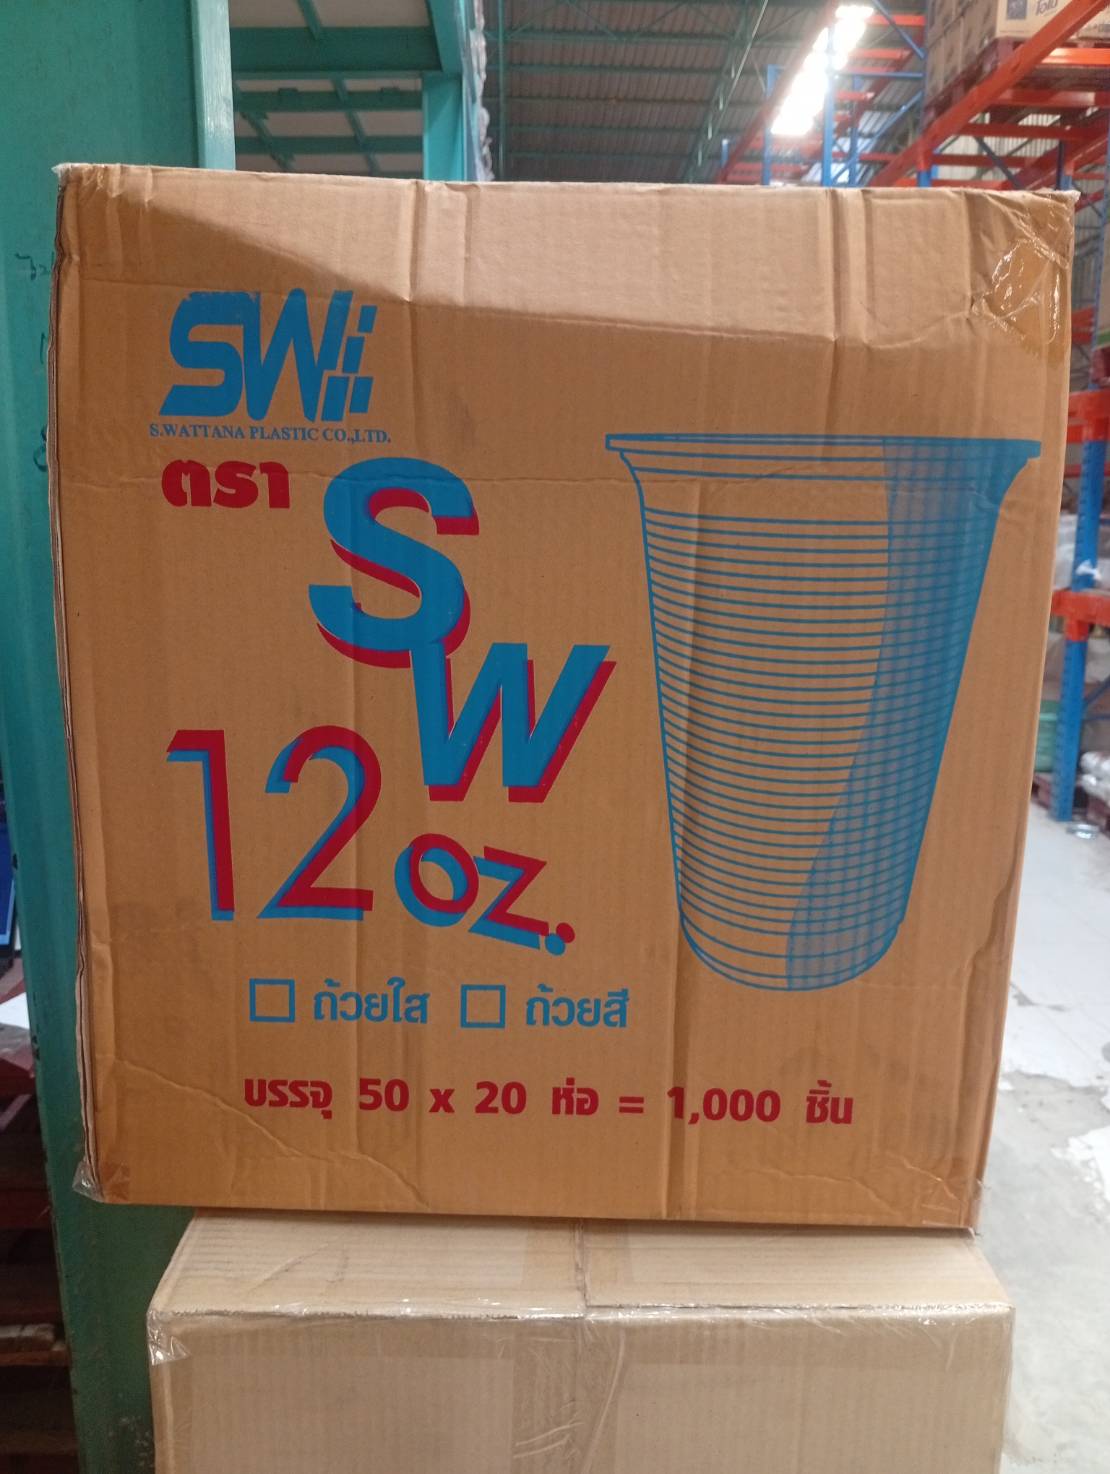 SW
S.WATTANA PLASTIC CO.,LTD.
ตรา
SW
12 oz.
ถ้วยใส ถ้วยสี
บรรจุ 50 x 20 ห่อ = 1,000 ชิ้น